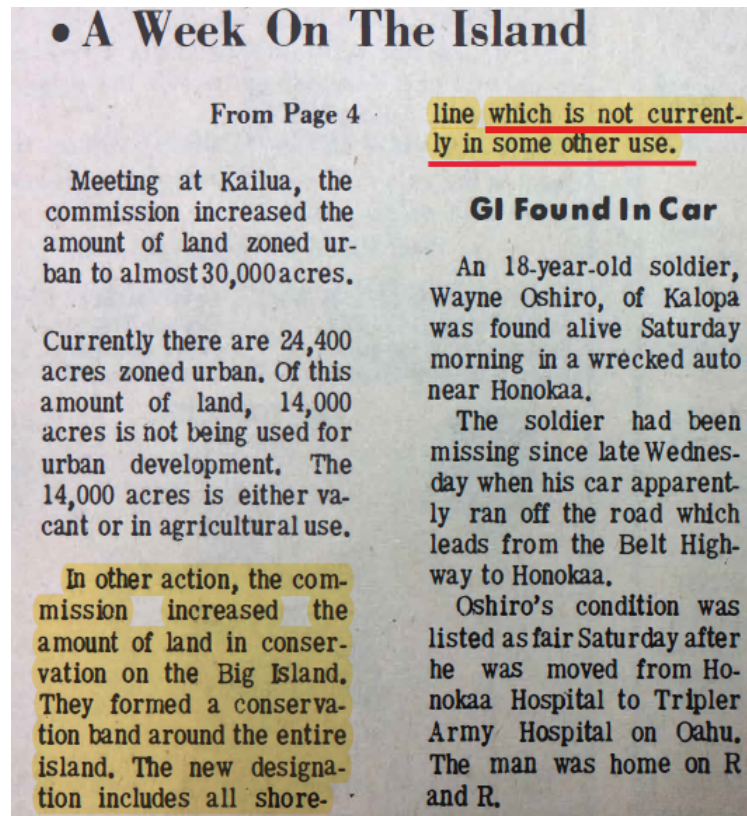 • A Week On The Island
From Page 4
Meeting at Kailua, the
commission increased the
amount of land zoned ur-
ban to almost 30,000 acres.
Currently there are 24,400
acres zoned urban. Of this
amount of land, 14,000
acres is not being used for
urban development. The
14,000 acres is either va-
cant or in agricultural use.
In other action, the com-
mission increased the
amount of land in conser-
vation on the Big Island.
They formed a conserva-
tion band around the entire
island. The new designa-
tion includes all shore-
line which is not current-
ly in some other use.
GI Found In Car
An 18-year-old soldier,
Wayne Oshiro, of Kalopa
was found alive Saturday
morning in a wrecked auto
near Honokaa.
The soldier had been
missing since late Wednes-
day when his car apparent-
ly ran off the road which
leads from the Belt High-
way to Honokaa.
Oshiro's condition was
listed as fair Saturday after
he was moved from Ho-
nokaa Hospital to Tripler
Army Hospital on Oahu.
The man was home on R
and R.